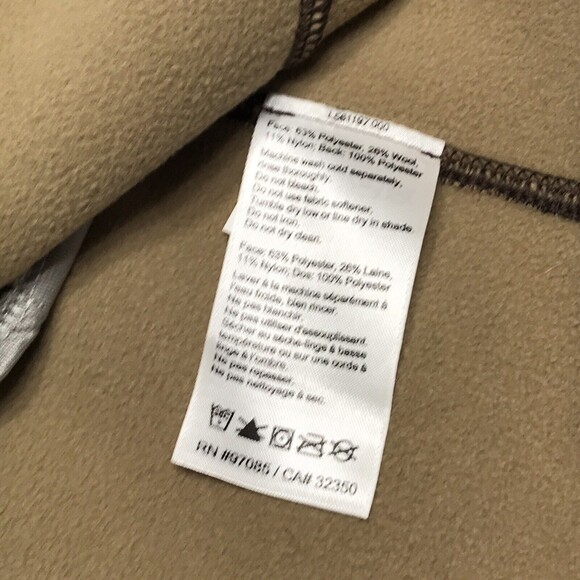 L561197.000
Face: 63% Polyester, 26% Wool,
11% Nylon; Back: 100% Polyester
Machine wash cold separately,
rinse thoroughly.
Do not bleach.
Do not use fabric softener.
Tumble dry low or line dry in shade.
Do not iron.
Do not dry clean.
Face: 63% Polyester, 26% Laine,
11% Nylon; Dos: 100% Polyester
Laver à la machine séparément à
l'eau froide, bien rincer.
Ne pas blanchir.
Ne pas utiliser d'assouplissant.
Sécher au sèche-linge à basse
température ou sur une corde à
linge à l'ombre.
Ne pas repasser.
Ne pas nettoyage à sec.
RN #97085 / CA# 32350